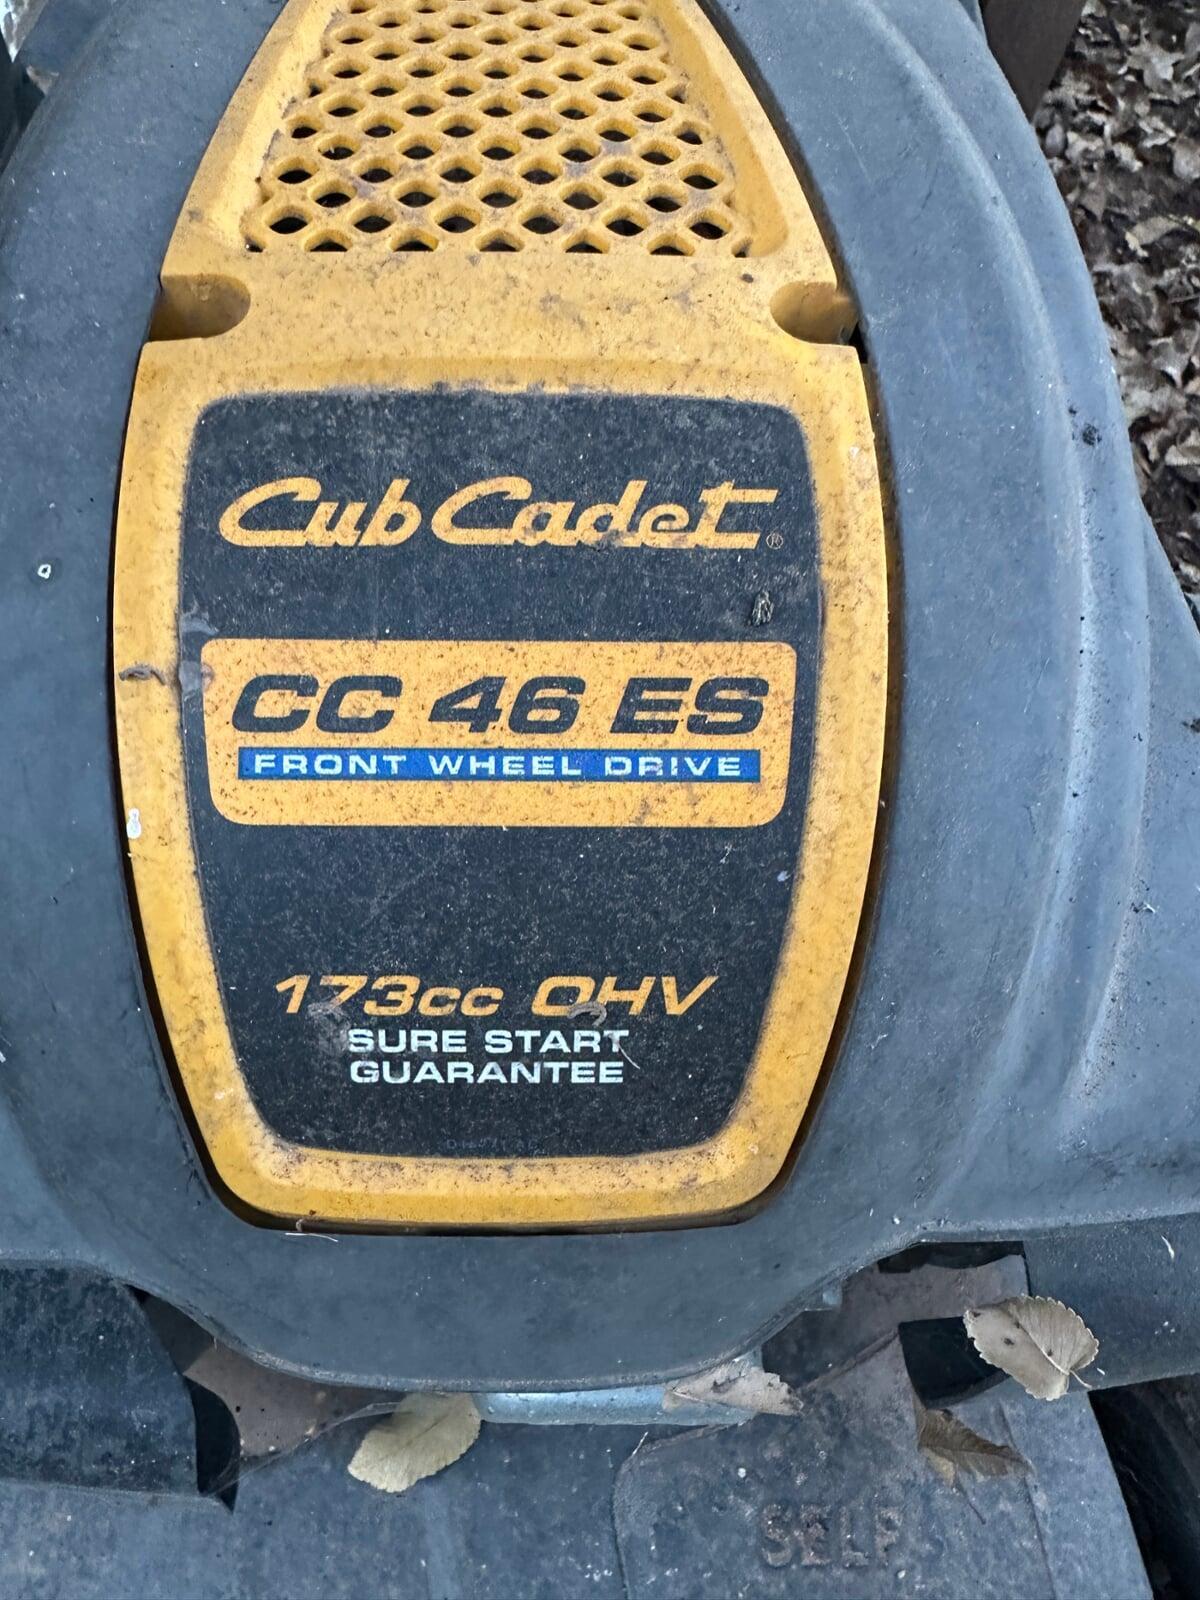 Cub Cadet®
CC 46 ES
FRONT WHEEL DRIVE
173cc OHV
SURE START
GUARANTEE
SELF